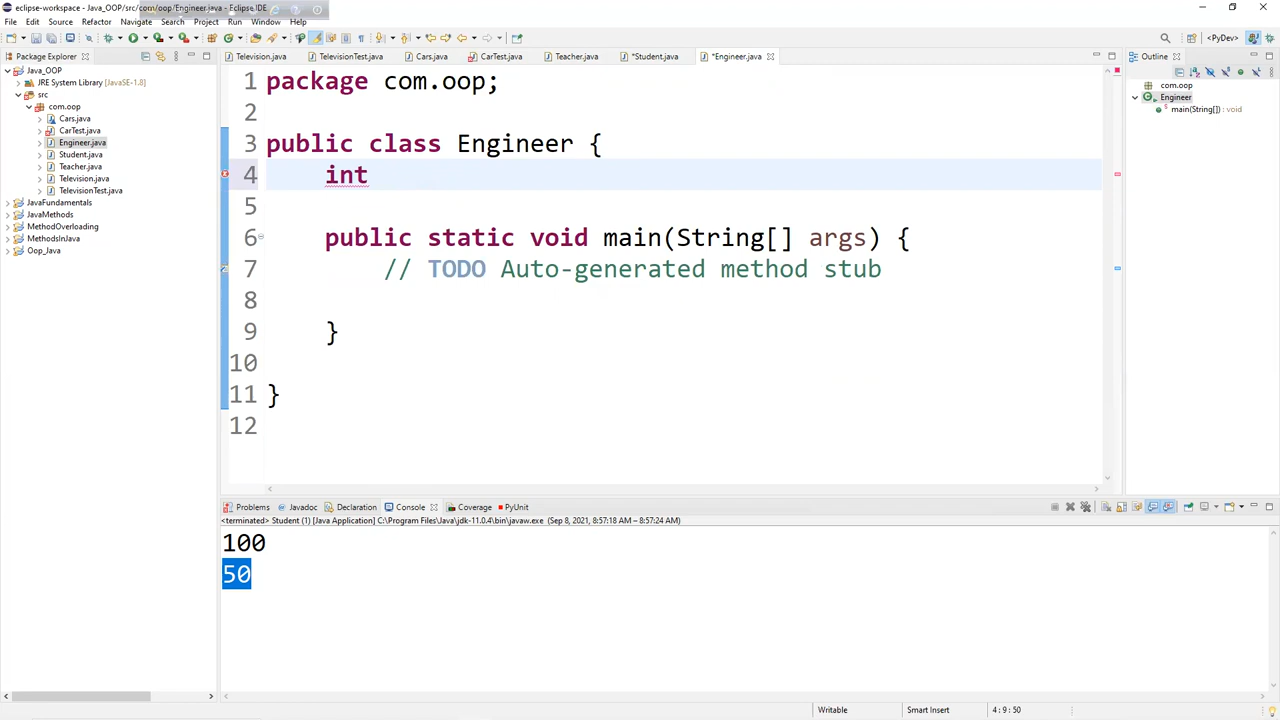 eclipse-workspace - Java_OOP/src/com/oop/Engineer.java - Eclipse IDE
File Edit Source Refactor Navigate Search Project Run Window Help
<PyDev>
Package Explorer
Television.java TelevisionTest.java Cars.java CarTest.java Teacher.java *Student.java *Engineer.java
Outline
Java_OOP
JRE System Library [JavaSE-1.8]
src
com.oop
Cars.java
CarTest.java
Engineer.java
Student.java
Teacher.java
Television.java
TelevisionTest.java
JavaFundamentals
JavaMethods
MethodOverloading
MethodsInJava
Oop_Java
1 package com.oop;
2
3 public class Engineer {
4 int
5
6 public static void main(String[] args) {
7 // TODO Auto-generated method stub
8
9 }
10
11 }
12
com.oop
Engineer
main(String[]) : void
Problems Javadoc Declaration Console Coverage PyUnit
<terminated> Student (1) [Java Application] C:\Program Files\Java\jdk-11.0.4\bin\javaw.exe (Sep 8, 2021, 8:57:18 AM – 8:57:24 AM)
100
50
Writable Smart Insert 4 : 9 : 50